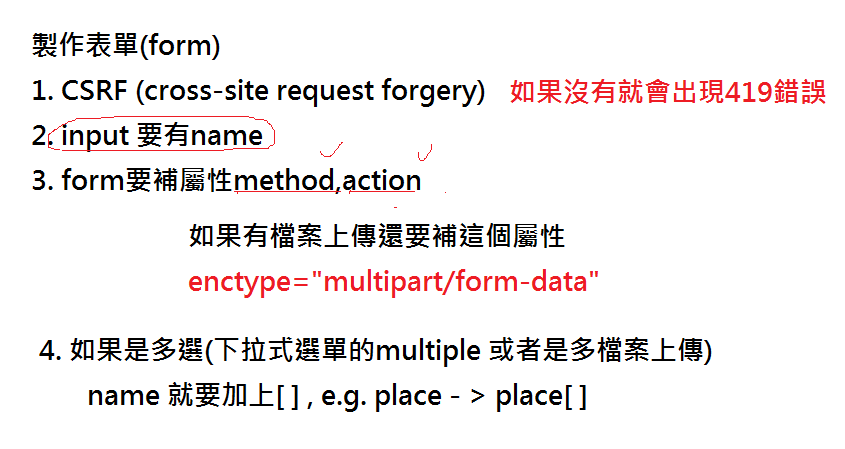 製作表單(form)
1. CSRF (cross-site request forgery) 如果沒有就會出現419錯誤
2. input 要有name
3. form要補屬性method,action
如果有檔案上傳還要補這個屬性
enctype="multipart/form-data"
4. 如果是多選(下拉式選單的multiple 或者是多檔案上傳)
name 就要加上[ ] , e.g. place - > place[ ]